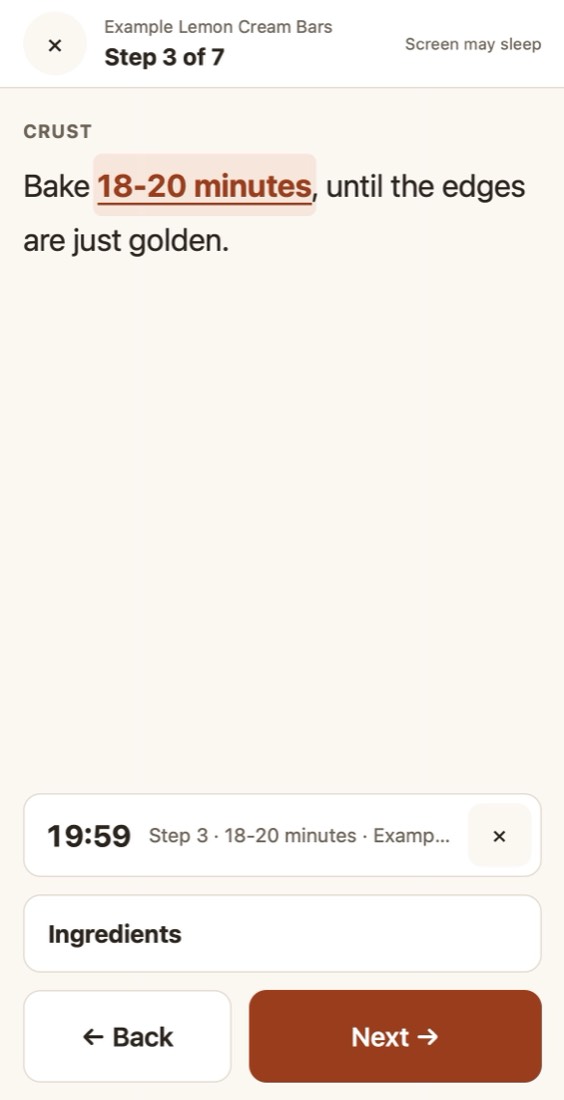 ×
Example Lemon Cream Bars
Step 3 of 7
Screen may sleep
CRUST
Bake 18-20 minutes, until the edges
are just golden.
19:59 Step 3 · 18-20 minutes · Examp... ×
Ingredients
← Back
Next →